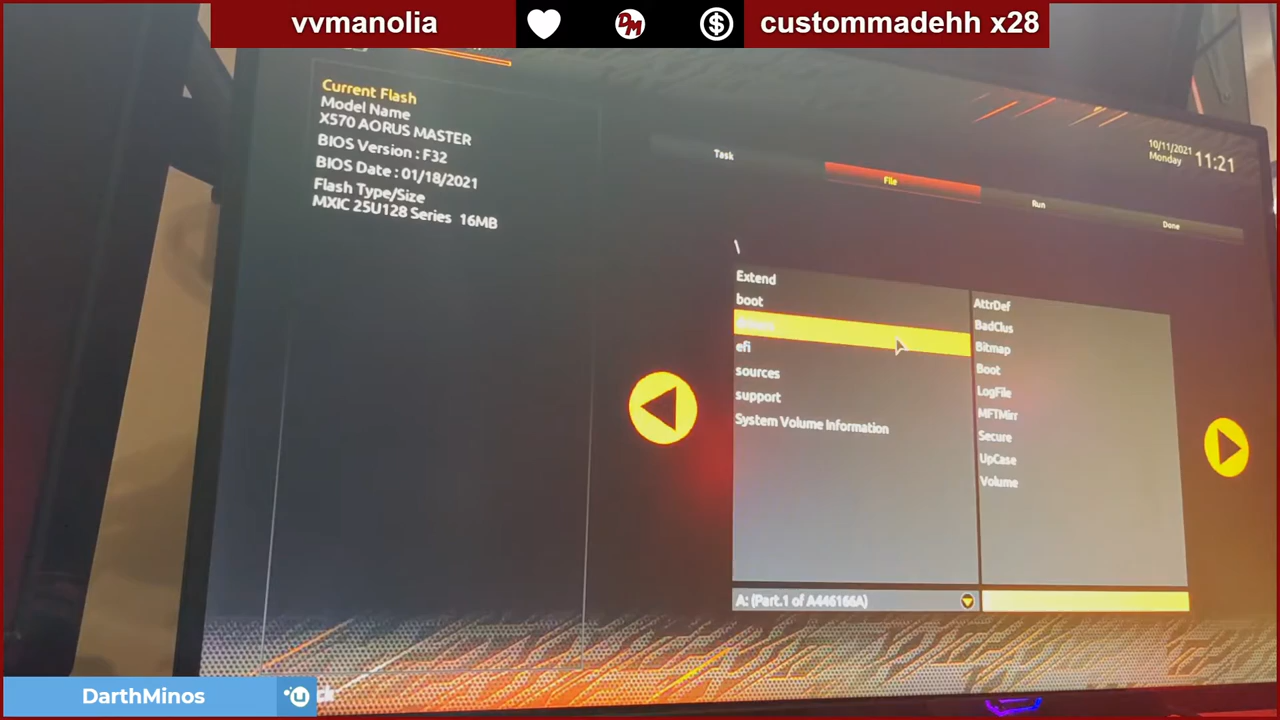 vvmanolia
DM
$
custommadehh x28
Current Flash
Model Name
X570 AORUS MASTER
BIOS Version : F32
BIOS Date : 01/18/2021
Flash Type/Size
MXIC 25U128 Series 16MB
10/11/2021
Monday
11:21
Task
File
Run
Done
\
Extend
boot
efi
sources
support
System Volume Information
AttrDef
BadClus
Bitmap
Boot
LogFile
MFTMirr
Secure
UpCase
Volume
A: (Part.1 of A446166A)
DarthMinos